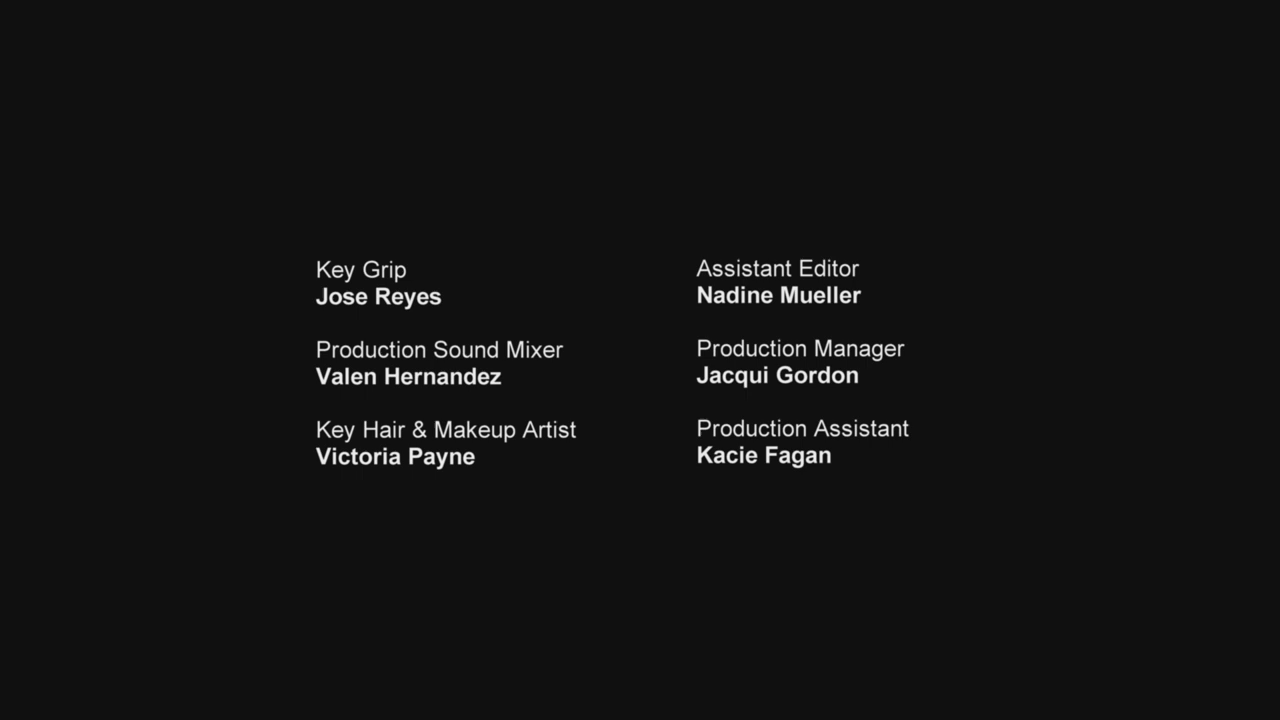 Key Grip
Jose Reyes
Production Sound Mixer
Valen Hernandez
Key Hair & Makeup Artist
Victoria Payne
Assistant Editor
Nadine Mueller
Production Manager
Jacqui Gordon
Production Assistant
Kacie Fagan